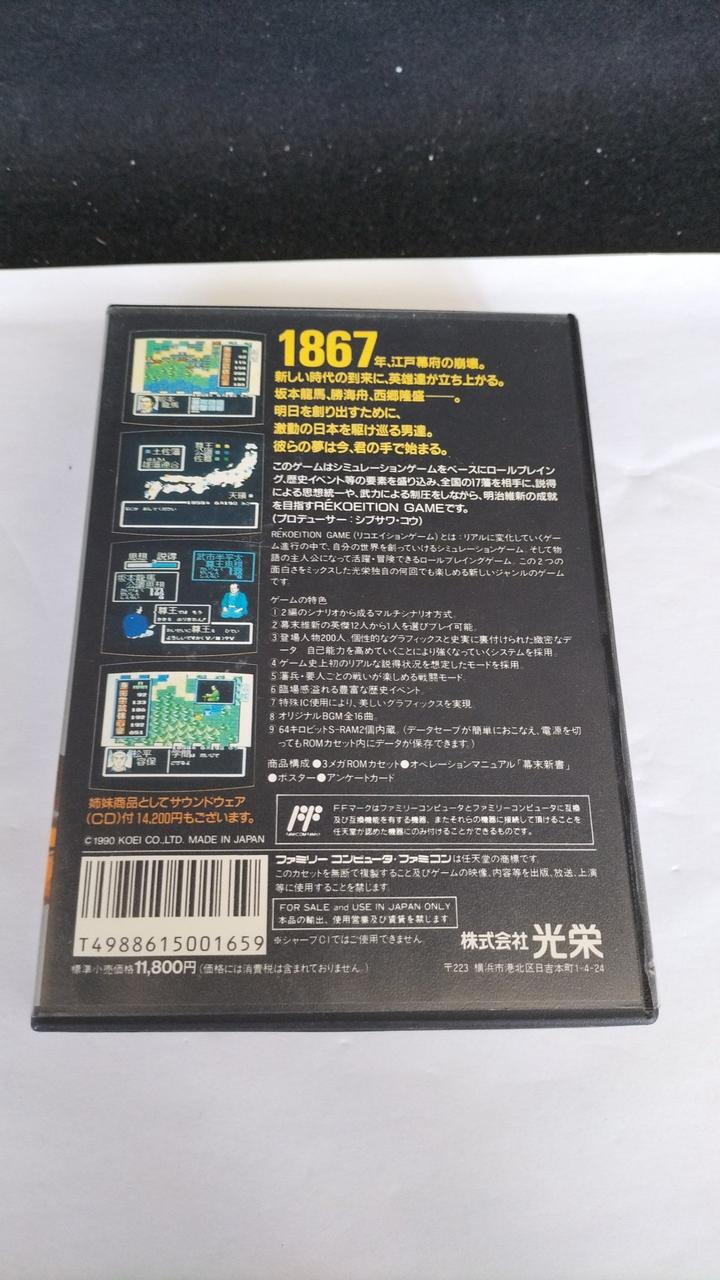 1867年、江戸幕府の崩壊。
新しい時代の到来に、英雄達が立ち上がる。
坂本龍馬、勝海舟、西郷隆盛——。
明日を創り出すために、
激動の日本を駆け巡る男達。
彼らの夢は今、君の手で始まる。
このゲームはシミュレーションゲームをベースにロールプレイン
グ、歴史イベント等の要素を盛り込み、全国の17藩を相手に、説得
による思想統一や、武力による制圧をしながら、明治維新の成就
を目指すREKOEITION GAMEです。
(プロデューサー：シブサワ・コウ)
REKOEITION GAME(リコエイションゲーム)とは：リアルに変化していくゲー
ム進行の中で、自分の世界を創っていけるシミュレーションゲーム。そして物
語の主人公になって活躍・冒険できるロールプレイングゲーム。この2つの
面白さをミックスした光栄独自の何回でも楽しめる新しいジャンルのゲーム
です。
ゲームの特色
1 2編のシナリオから成るマルチシナリオ方式。
2 幕末維新の英傑12人から1人を選びプレイ可能。
3 登場人物200人。個性的なグラフィックスと史実に裏付けられた緻密なデ
ータ 自己能力を高めていくことにより強くなっていくシステムを採用。
4 ゲーム史上初のリアルな説得状況を想定したモードを採用。
5 藩兵・要人ごとの戦いが楽しめる戦闘モード。
6 臨場感溢れる豊富な歴史イベント。
7 特殊IC使用により、美しいグラフィックスを実現。
8 オリジナルBGM全16曲。
9 64キロビットS-RAM2個内蔵。(データセーブが簡単におこなえ、電源を切
ってもROMカセット内にデータが保存できます。)
商品構成 ●3メガROMカセット●オペレーションマニュアル「幕末新書」
●ポスター●アンケートカード
土佐藩
雄藩連合
尊王
公議
佐幕
天領
思想 説得
坂本龍馬
公議思想
武市半平太
尊王思想
松平
容保
姉妹商品としてサウンドウェア
(CD)付 14,200円もございます。
©1990 KOEI CO.,LTD. MADE IN JAPAN
T4988615001659
標準小売価格11,800円(価格には消費税は含まれておりません。)
FF
FFマークはファミリーコンピュータとファミリーコンピュータに互換
及び互換機能を有する機器、またそれらの機器に接続して頂けることを
任天堂が認めた機器にのみ付けることができるものです。
ファミリーコンピュータ・ファミコンは任天堂の商標です。
このカセットを無断で複製すること及びゲームの映像、内容等を出版、放送、上演
等に使用することを禁じます。
FOR SALE and USE IN JAPAN ONLY
本品の輸出、使用営業及び賃貸を禁じます
※シャープC1ではご使用できません。
株式会社 光栄
〒223 横浜市港北区日吉本町1-4-24